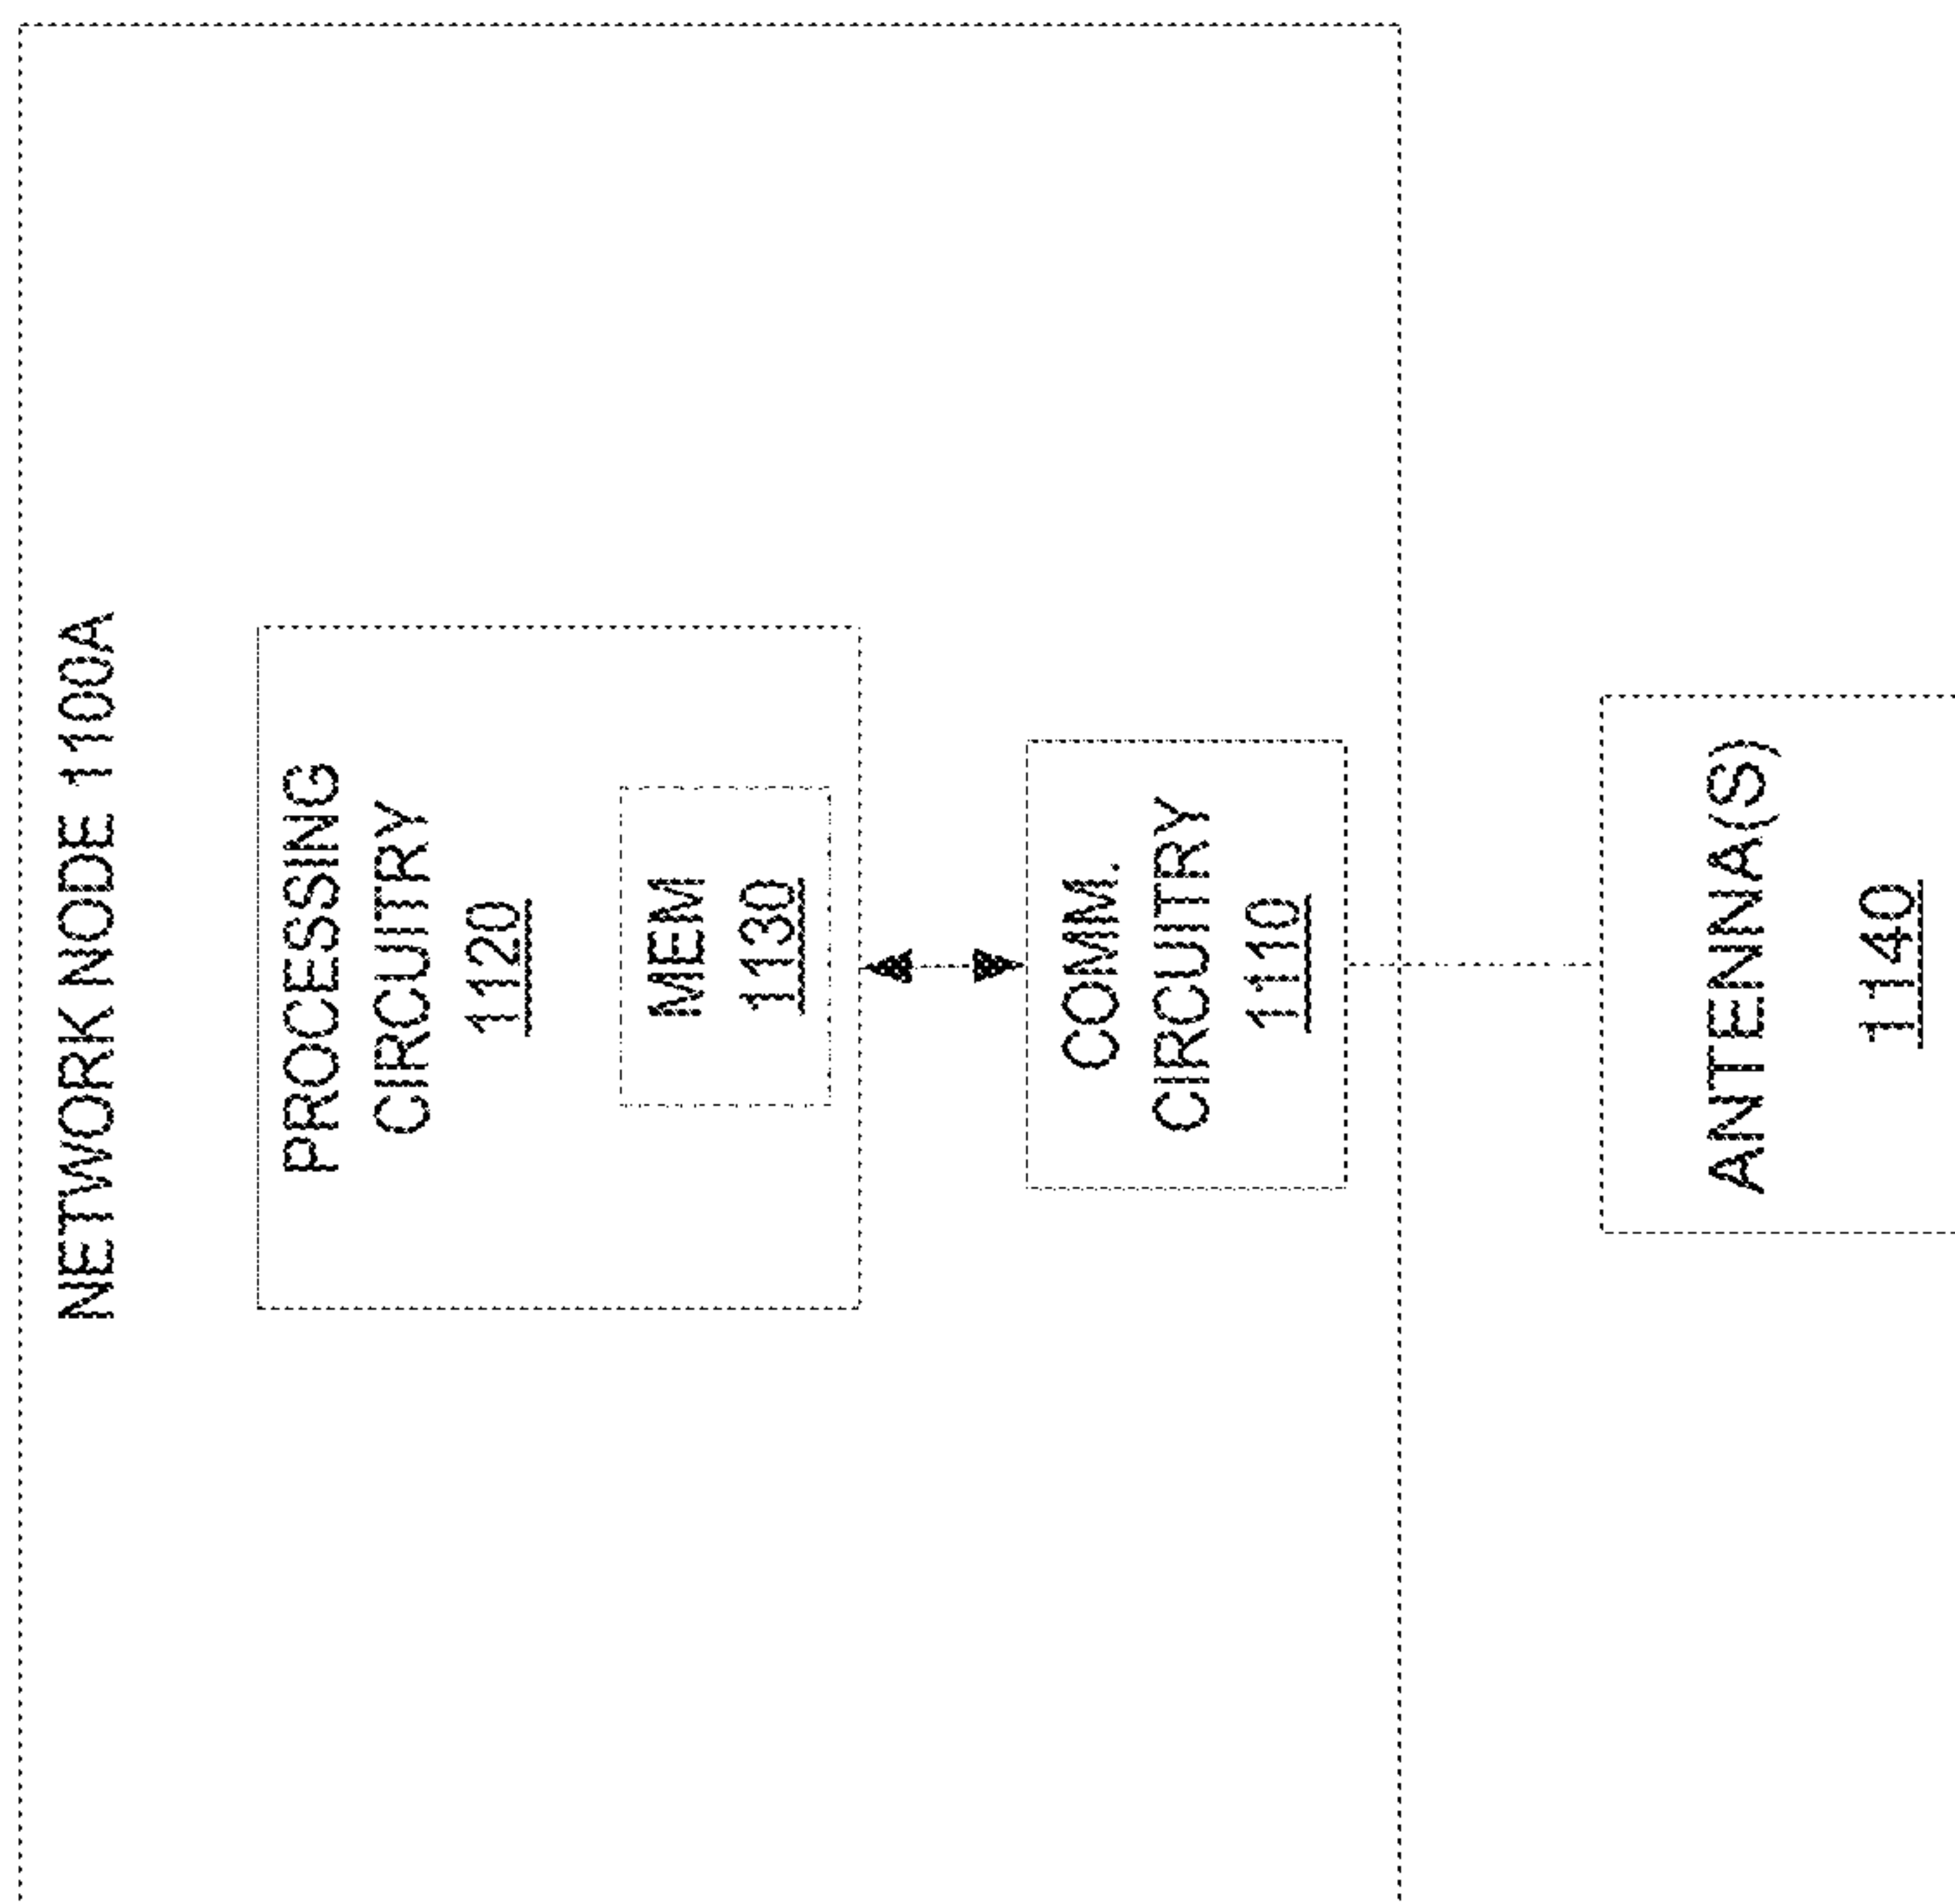 NETWORK NODE 1100A
PROCESSING
CIRCUITRY
1120
MEM
1130
COMM.
CIRCUITRY
1110
ANTENNA(S)
1140